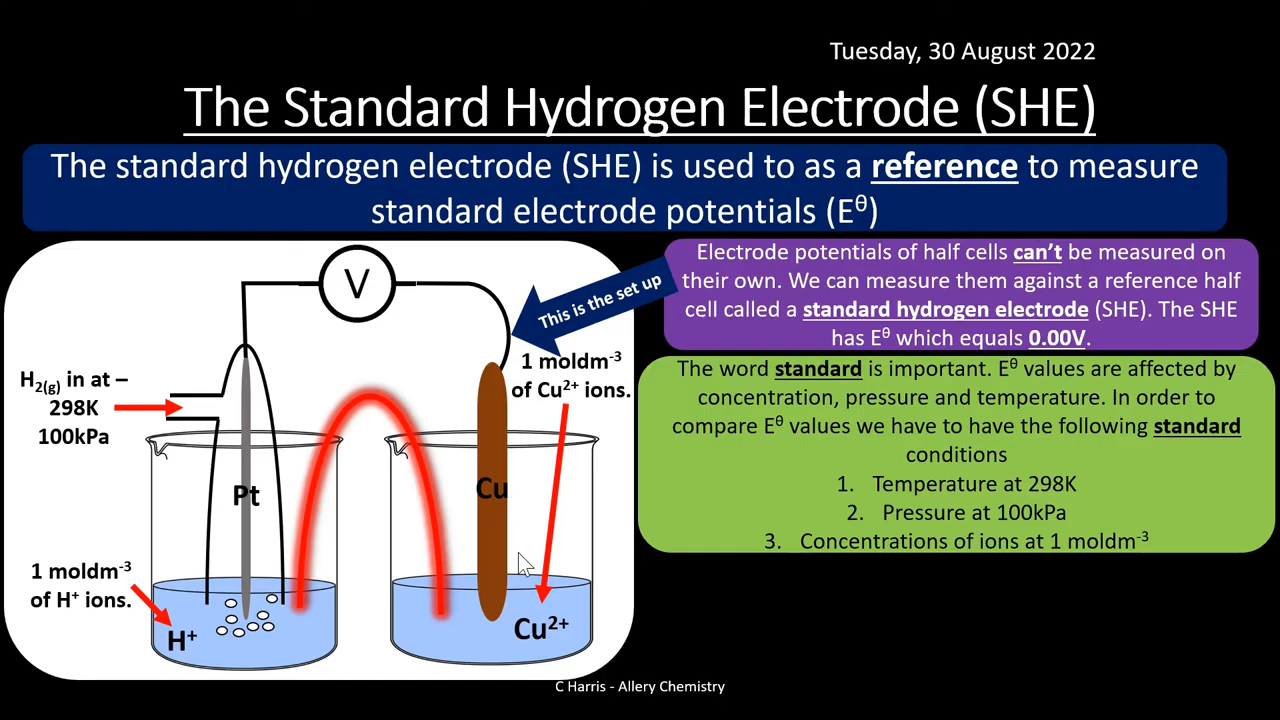 Tuesday, 30 August 2022
The Standard Hydrogen Electrode (SHE)
The standard hydrogen electrode (SHE) is used to as a reference to measure
standard electrode potentials (E^θ)
Electrode potentials of half cells can't be measured on
their own. We can measure them against a reference half
cell called a standard hydrogen electrode (SHE). The SHE
has E^θ which equals 0.00V.
The word standard is important. E^θ values are affected by
concentration, pressure and temperature. In order to
compare E^θ values we have to have the following standard
conditions
1. Temperature at 298K
2. Pressure at 100kPa
3. Concentrations of ions at 1 moldm⁻³
V
This is the set up
1 moldm⁻³
of Cu²⁺ ions.
H₂(g) in at –
298K
100kPa
Pt
Cu
1 moldm⁻³
of H⁺ ions.
H⁺
Cu²⁺
C Harris - Allery Chemistry